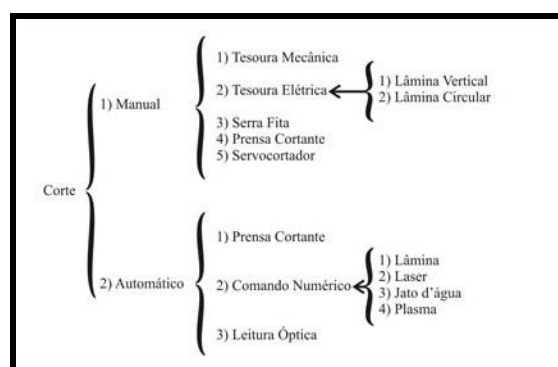 Corte
1) Manual
1) Tesoura Mecânica
2) Tesoura Elétrica
1) Lâmina Vertical
2) Lâmina Circular
3) Serra Fita
4) Prensa Cortante
5) Servocortador
2) Automático
1) Prensa Cortante
2) Comando Numérico
1) Lâmina
2) Laser
3) Jato d'água
4) Plasma
3) Leitura Óptica